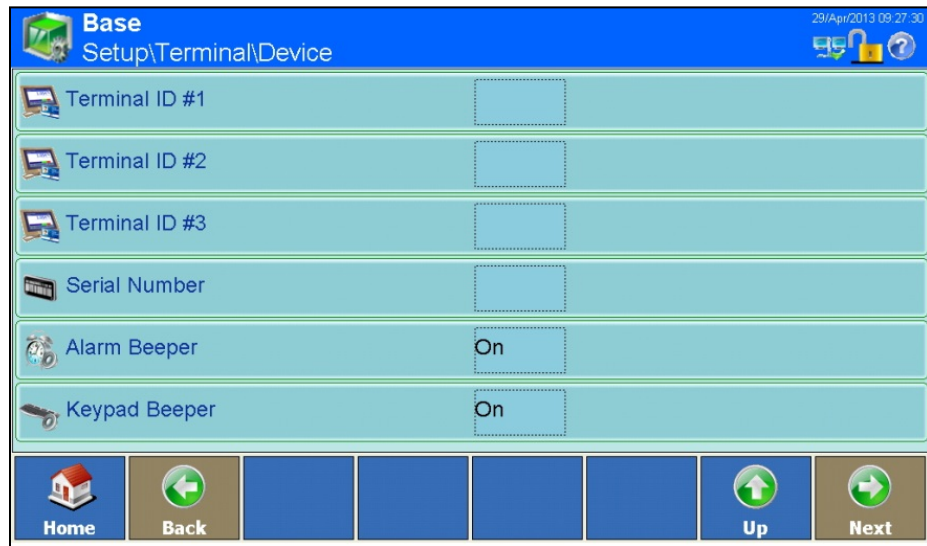 Base
29/Apr/2013 09:27:30
Setup\Terminal\Device
?
Terminal ID #1
Terminal ID #2
Terminal ID #3
Serial Number
Alarm Beeper On
Keypad Beeper On
Home Back Up Next